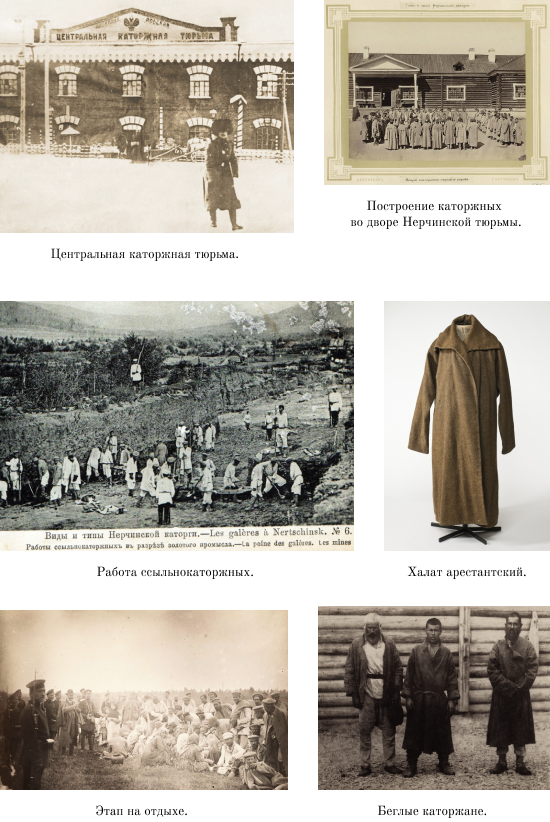 ЦЕНТРАЛЬНАЯ КАТОРЖНАЯ ТЮРЬМА
Центральная каторжная тюрьма.
Построение каторжных
во дворе Нерчинской тюрьмы.
Виды и типы Нерчинской каторги.—Les galères à Nertschinsk. № 6.
Работы ссыльнокаторжныхъ въ разрѣзѣ золотого промысла.—La peine des galères. Les mines
Работа ссыльнокаторжных.
Халат арестантский.
Этап на отдыхе.
Беглые каторжане.